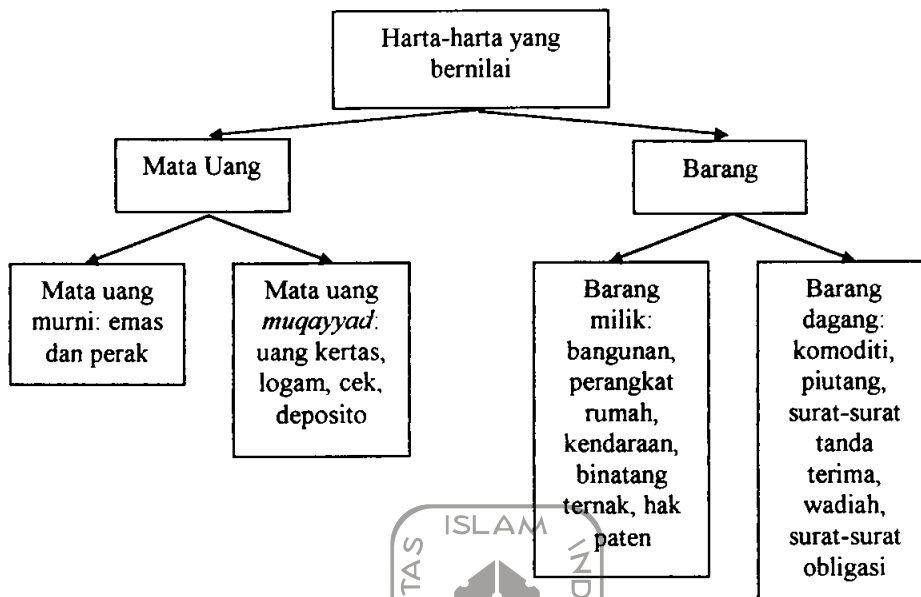 Harta-harta yang
bernilai
Mata Uang
Barang
Mata uang
murni: emas
dan perak
Mata uang
muqayyad:
uang kertas,
logam, cek,
deposito
Barang
milik:
bangunan,
perangkat
rumah,
kendaraan,
binatang
ternak, hak
paten
Barang
dagang:
komoditi,
piutang,
surat-surat
tanda
terima,
wadiah,
surat-surat
obligasi
ISLAM
TAS
IND